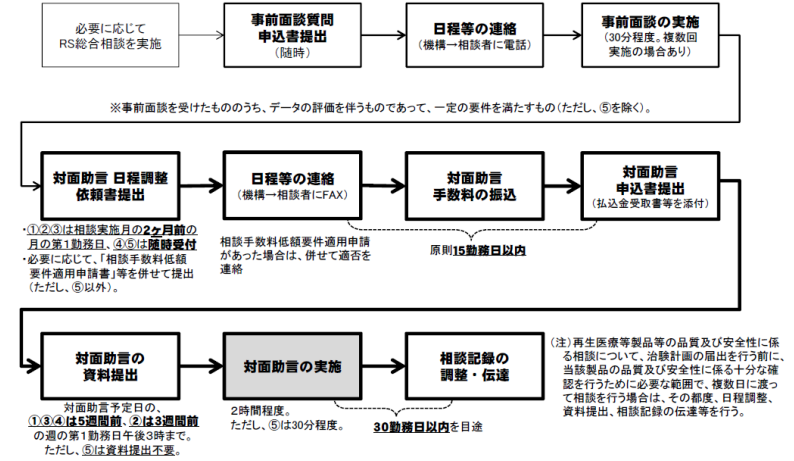 必要に応じて
RS総合相談を実施
事前面談質問
申込書提出
（随時）
日程等の連絡
（機構→相談者に電話）
事前面談の実施
（30分程度。複数回
実施の場合あり）
※事前面談を受けたもののうち、データの評価を伴うものであって、一定の要件を満たすもの（ただし、⑤を除く）。
対面助言 日程調整
依頼書提出
日程等の連絡
（機構→相談者にFAX）
対面助言
手数料の振込
対面助言
申込書提出
（払込金受取書等を添付）
・①②③は相談実施月の2ヶ月前の
月の第1勤務日、④⑤は随時受付
・必要に応じて、「相談手数料低額
要件適用申請書」等を併せて提出
（ただし、⑤以外）。
相談手数料低額要件適用申請
があった場合は、併せて適否を
連絡
原則15勤務日以内
対面助言の
資料提出
対面助言の実施
相談記録の
調整・伝達
対面助言予定日の、
①③④は5週間前、②は3週間前
の週の第1勤務日午後3時まで。
ただし、⑤は資料提出不要。
2時間程度。
ただし、⑤は30分程度。
30勤務日以内を目途
（注）再生医療等製品等の品質及び安全性に係
る相談について、治験計画の届出を行う前に、
当該製品の品質及び安全性に係る十分な確
認を行うために必要な範囲で、複数日に渡っ
て相談を行う場合は、その都度、日程調整、
資料提出、相談記録の伝達等を行う。